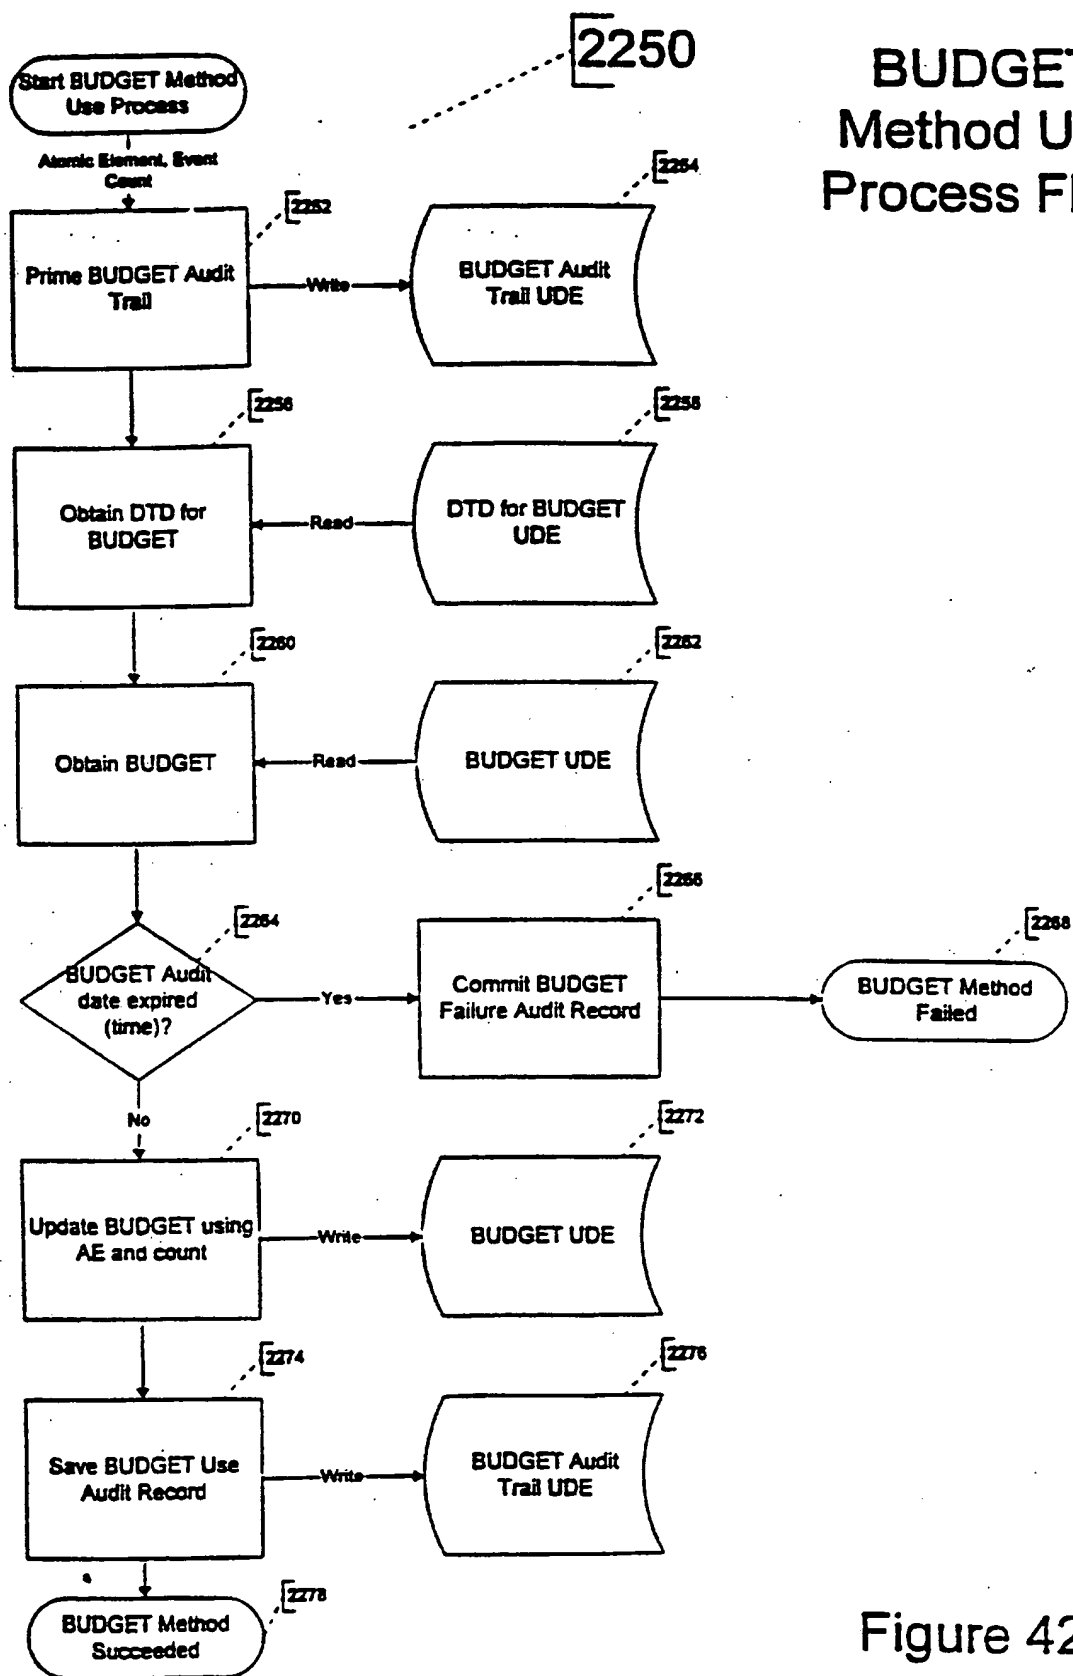 2250
BUDGET
Method U
Process Fl
Start BUDGET Method
Use Process
Atomic Element, Event
Count
2252
2254
Prime BUDGET Audit
Trail
Write
BUDGET Audit
Trail UDE
2256
2258
Obtain DTD for
BUDGET
Read
DTD for BUDGET
UDE
2260
2262
Obtain BUDGET
Read
BUDGET UDE
2264
2266
2268
BUDGET Audit
date expired
(time)?
Yes
Commit BUDGET
Failure Audit Record
BUDGET Method
Failed
No
2270
2272
Update BUDGET using
AE and count
Write
BUDGET UDE
2274
2276
Save BUDGET Use
Audit Record
Write
BUDGET Audit
Trail UDE
2278
BUDGET Method
Succeeded
Figure 42